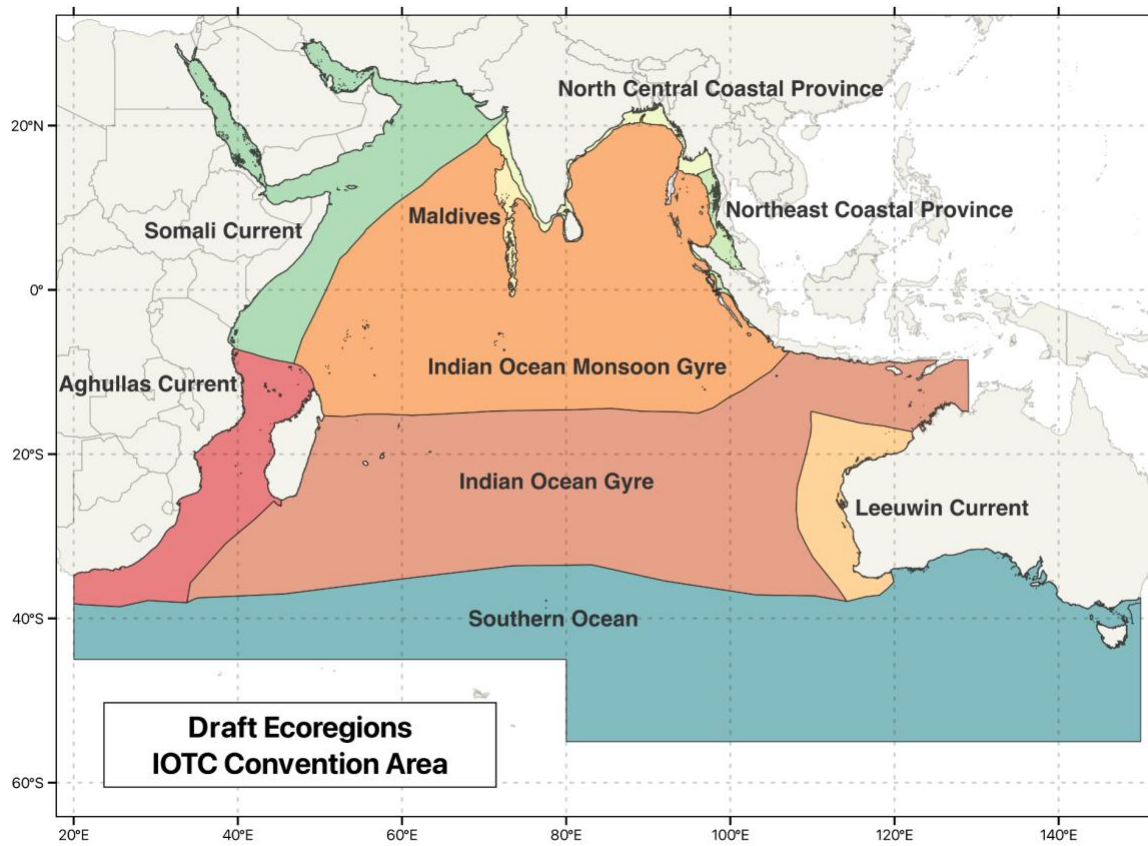 North Central Coastal Province
20°N
Maldives
Northeast Coastal Province
Somali Current
0°
Indian Ocean Monsoon Gyre
Aghullas Current
20°S
Indian Ocean Gyre
Leeuwin Current
40°S
Southern Ocean
Draft Ecoregions
IOTC Convention Area
60°S
20°E
40°E
60°E
80°E
100°E
120°E
140°E